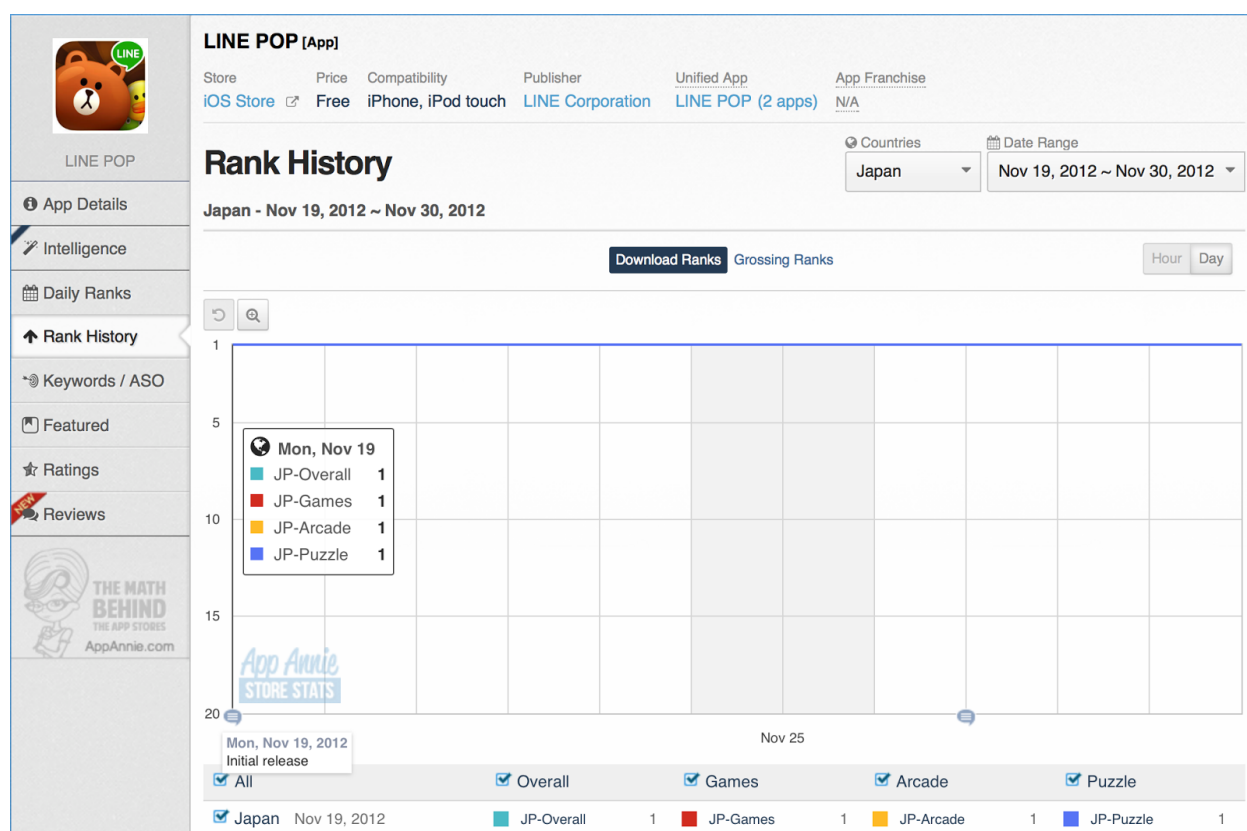 LINE
LINE POP
App Details
Intelligence
Daily Ranks
Rank History
Keywords / ASO
Featured
Ratings
NEW
Reviews
THE MATH
BEHIND
THE APP STORES
AppAnnie.com
LINE POP [App]
Store Price Compatibility Publisher Unified App App Franchise
iOS Store Free iPhone, iPod touch LINE Corporation LINE POP (2 apps) N/A
Rank History
Countries Date Range
Japan Nov 19, 2012 ~ Nov 30, 2012
Japan - Nov 19, 2012 ~ Nov 30, 2012
Download Ranks Grossing Ranks
Hour Day
1
5
Mon, Nov 19
JP-Overall 1
JP-Games 1
10
JP-Arcade 1
JP-Puzzle 1
15
App Annie
STORE STATS
20
Nov 25
Mon, Nov 19, 2012
Initial release
All Overall Games Arcade Puzzle
Japan Nov 19, 2012 JP-Overall 1 JP-Games 1 JP-Arcade 1 JP-Puzzle 1